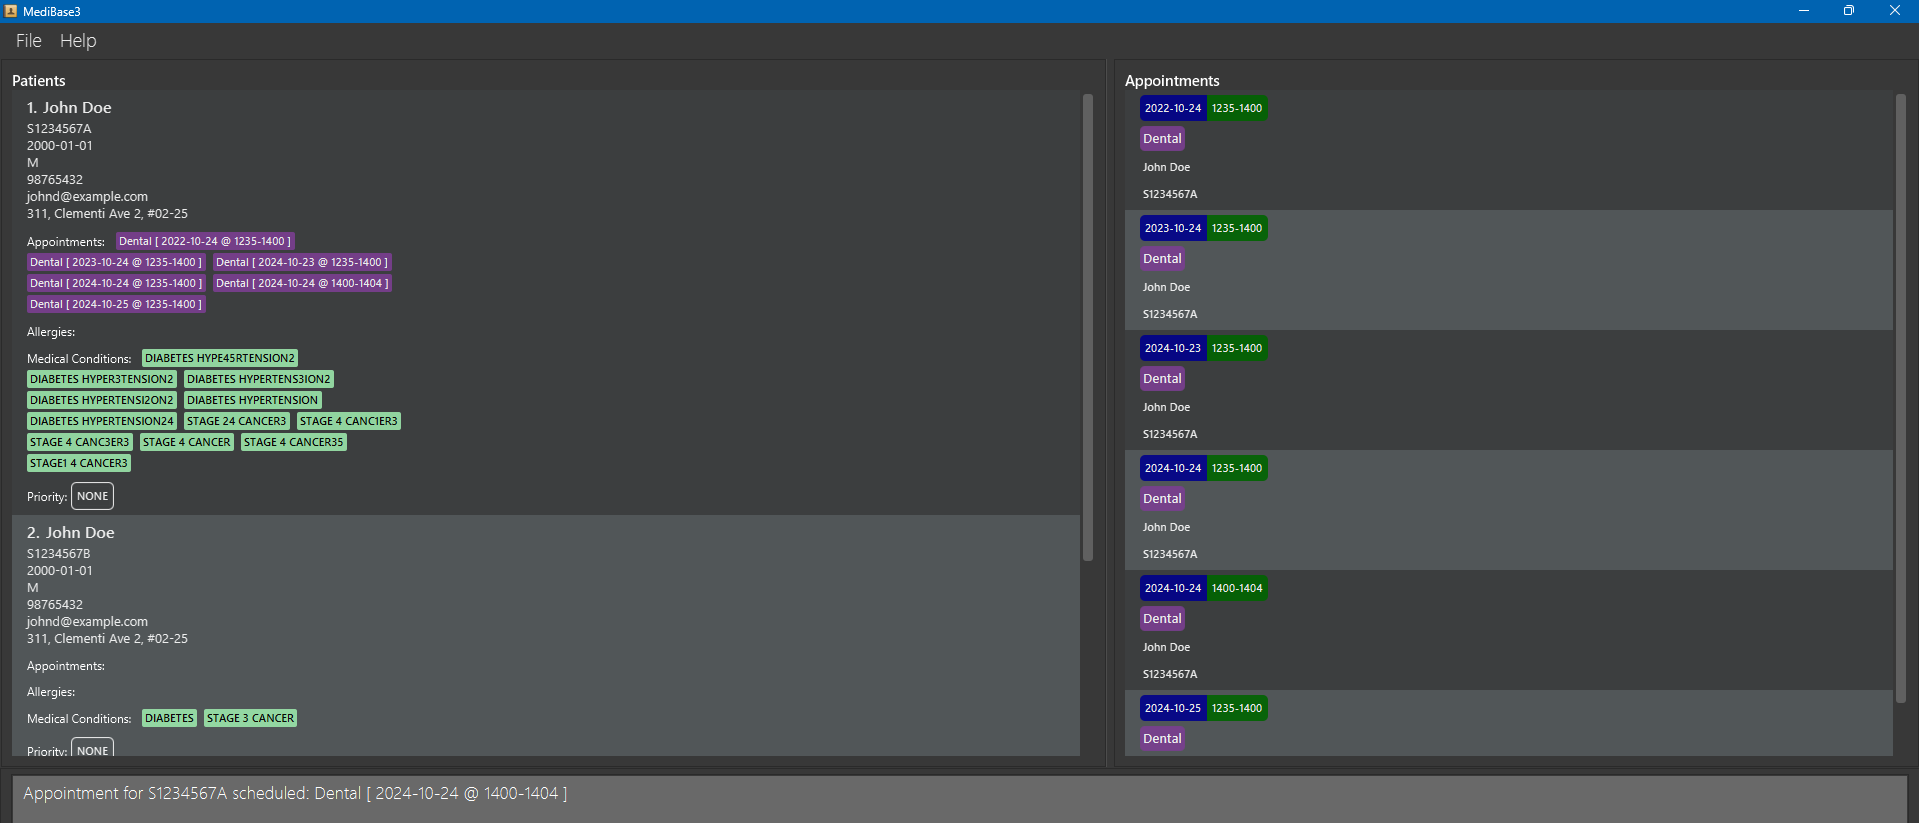 MediBase3
File Help
Patients
1. John Doe
S1234567A
2000-01-01
M
98765432
johnd@example.com
311, Clementi Ave 2, #02-25
Appointments: Dental [ 2022-10-24 @ 1235-1400 ]
Dental [ 2023-10-24 @ 1235-1400 ] Dental [ 2024-10-23 @ 1235-1400 ]
Dental [ 2024-10-24 @ 1235-1400 ] Dental [ 2024-10-24 @ 1400-1404 ]
Dental [ 2024-10-25 @ 1235-1400 ]
Allergies:
Medical Conditions: DIABETES HYPE45RTENSION2
DIABETES HYPER3TENSION2 DIABETES HYPERTENS3ION2
DIABETES HYPERTENSI2ON2 DIABETES HYPERTENSION
DIABETES HYPERTENSION24 STAGE 24 CANCER3 STAGE 4 CANC1ER3
STAGE 4 CANC3ER3 STAGE 4 CANCER STAGE 4 CANCER35
STAGE1 4 CANCER3
Priority: NONE
2. John Doe
S1234567B
2000-01-01
M
98765432
johnd@example.com
311, Clementi Ave 2, #02-25
Appointments:
Allergies:
Medical Conditions: DIABETES STAGE 3 CANCER
Priority: NONE
Appointments
2022-10-24 1235-1400
Dental
John Doe
S1234567A
2023-10-24 1235-1400
Dental
John Doe
S1234567A
2024-10-23 1235-1400
Dental
John Doe
S1234567A
2024-10-24 1235-1400
Dental
John Doe
S1234567A
2024-10-24 1400-1404
Dental
John Doe
S1234567A
2024-10-25 1235-1400
Dental
Appointment for S1234567A scheduled: Dental [ 2024-10-24 @ 1400-1404 ]